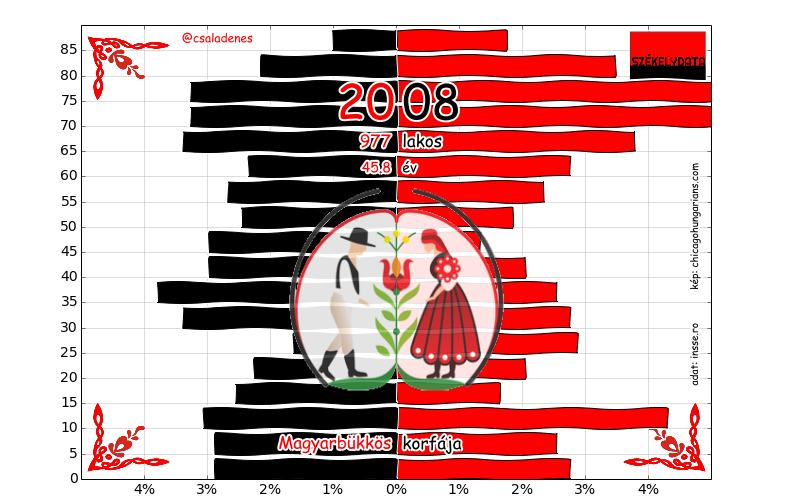 @csaladenes
SZÉKELYDATA
2008
977 lakos
45.8 év
Magyarbükkös korfája
kép: chicagohungarians.com
adat: insse.ro
85
80
75
70
65
60
55
50
45
40
35
30
25
20
15
10
5
0
4% 3% 2% 1% 0% 1% 2% 3% 4%